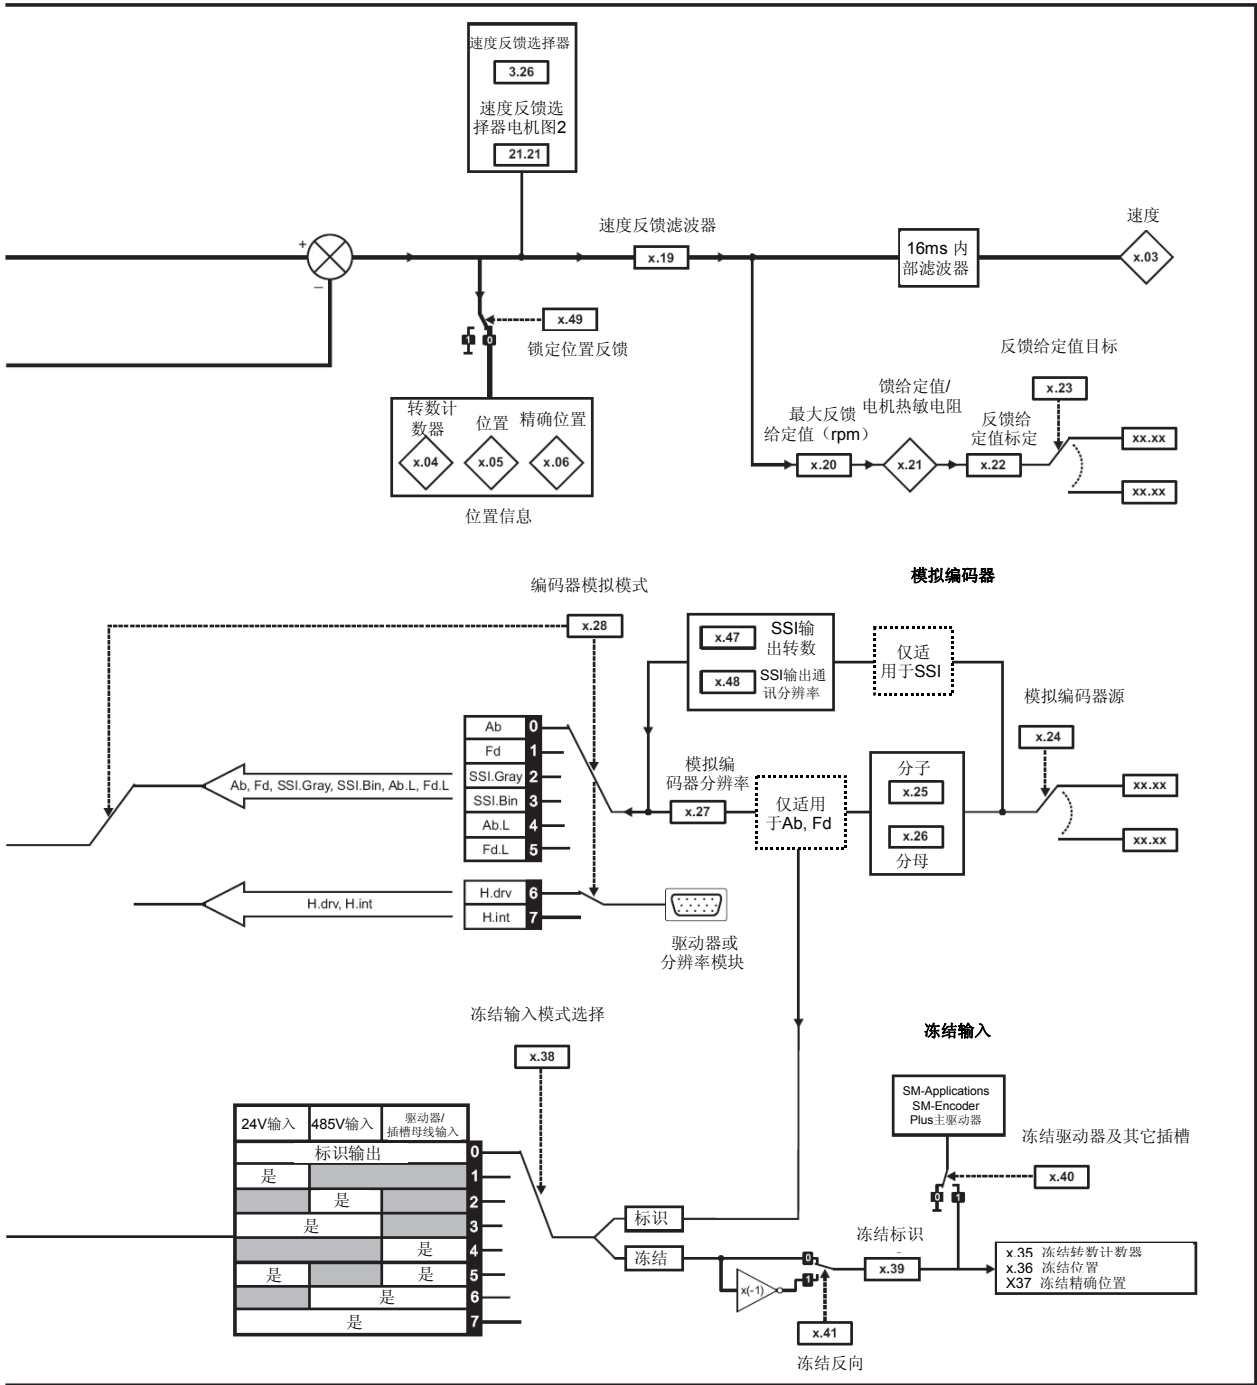 速度反馈选择器
3.26
速度反馈选
择器电机图2
21.21
速度反馈滤波器
x.19
16ms 内
部滤波器
速度
x.03
+
−
x.49
锁定位置反馈
1
0
转数计
数器
位置
精确位置
x.04
x.05
x.06
位置信息
反馈给定值目标
x.23
最大反馈
给定值（rpm）
馈给定值/
电机热敏电阻
反馈给
定值标定
x.20
x.21
x.22
xx.xx
xx.xx
模拟编码器
编码器模拟模式
x.28
x.47
SSI输
出转数
x.48
SSI输出通
讯分辨率
仅适
用于SSI
模拟编码器源
x.24
Ab 0
Fd 1
SSI.Gray 2
SSI.Bin 3
Ab.L 4
Fd.L 5
Ab, Fd, SSI.Gray, SSI.Bin, Ab.L, Fd.L
模拟编
码器分辨率
x.27
仅适用
于Ab, Fd
分子
x.25
x.26
分母
xx.xx
xx.xx
H.drv 6
H.int 7
H.drv, H.int
驱动器或
分辨率模块
冻结输入模式选择
x.38
冻结输入
24V输入
485V输入
驱动器/
插槽母线输入
标识输出 0
是 1
是 2
是 3
是 4
是 是 5
是 6
是 7
标识
冻结
x(-1)
0
1
x.41
冻结反向
冻结标识
x.39
SM-Applications
SM-Encoder
Plus主驱动器
冻结驱动器及其它插槽
x.40
0
1
x.35 冻结转数计数器
x.36 冻结位置
X37 冻结精确位置